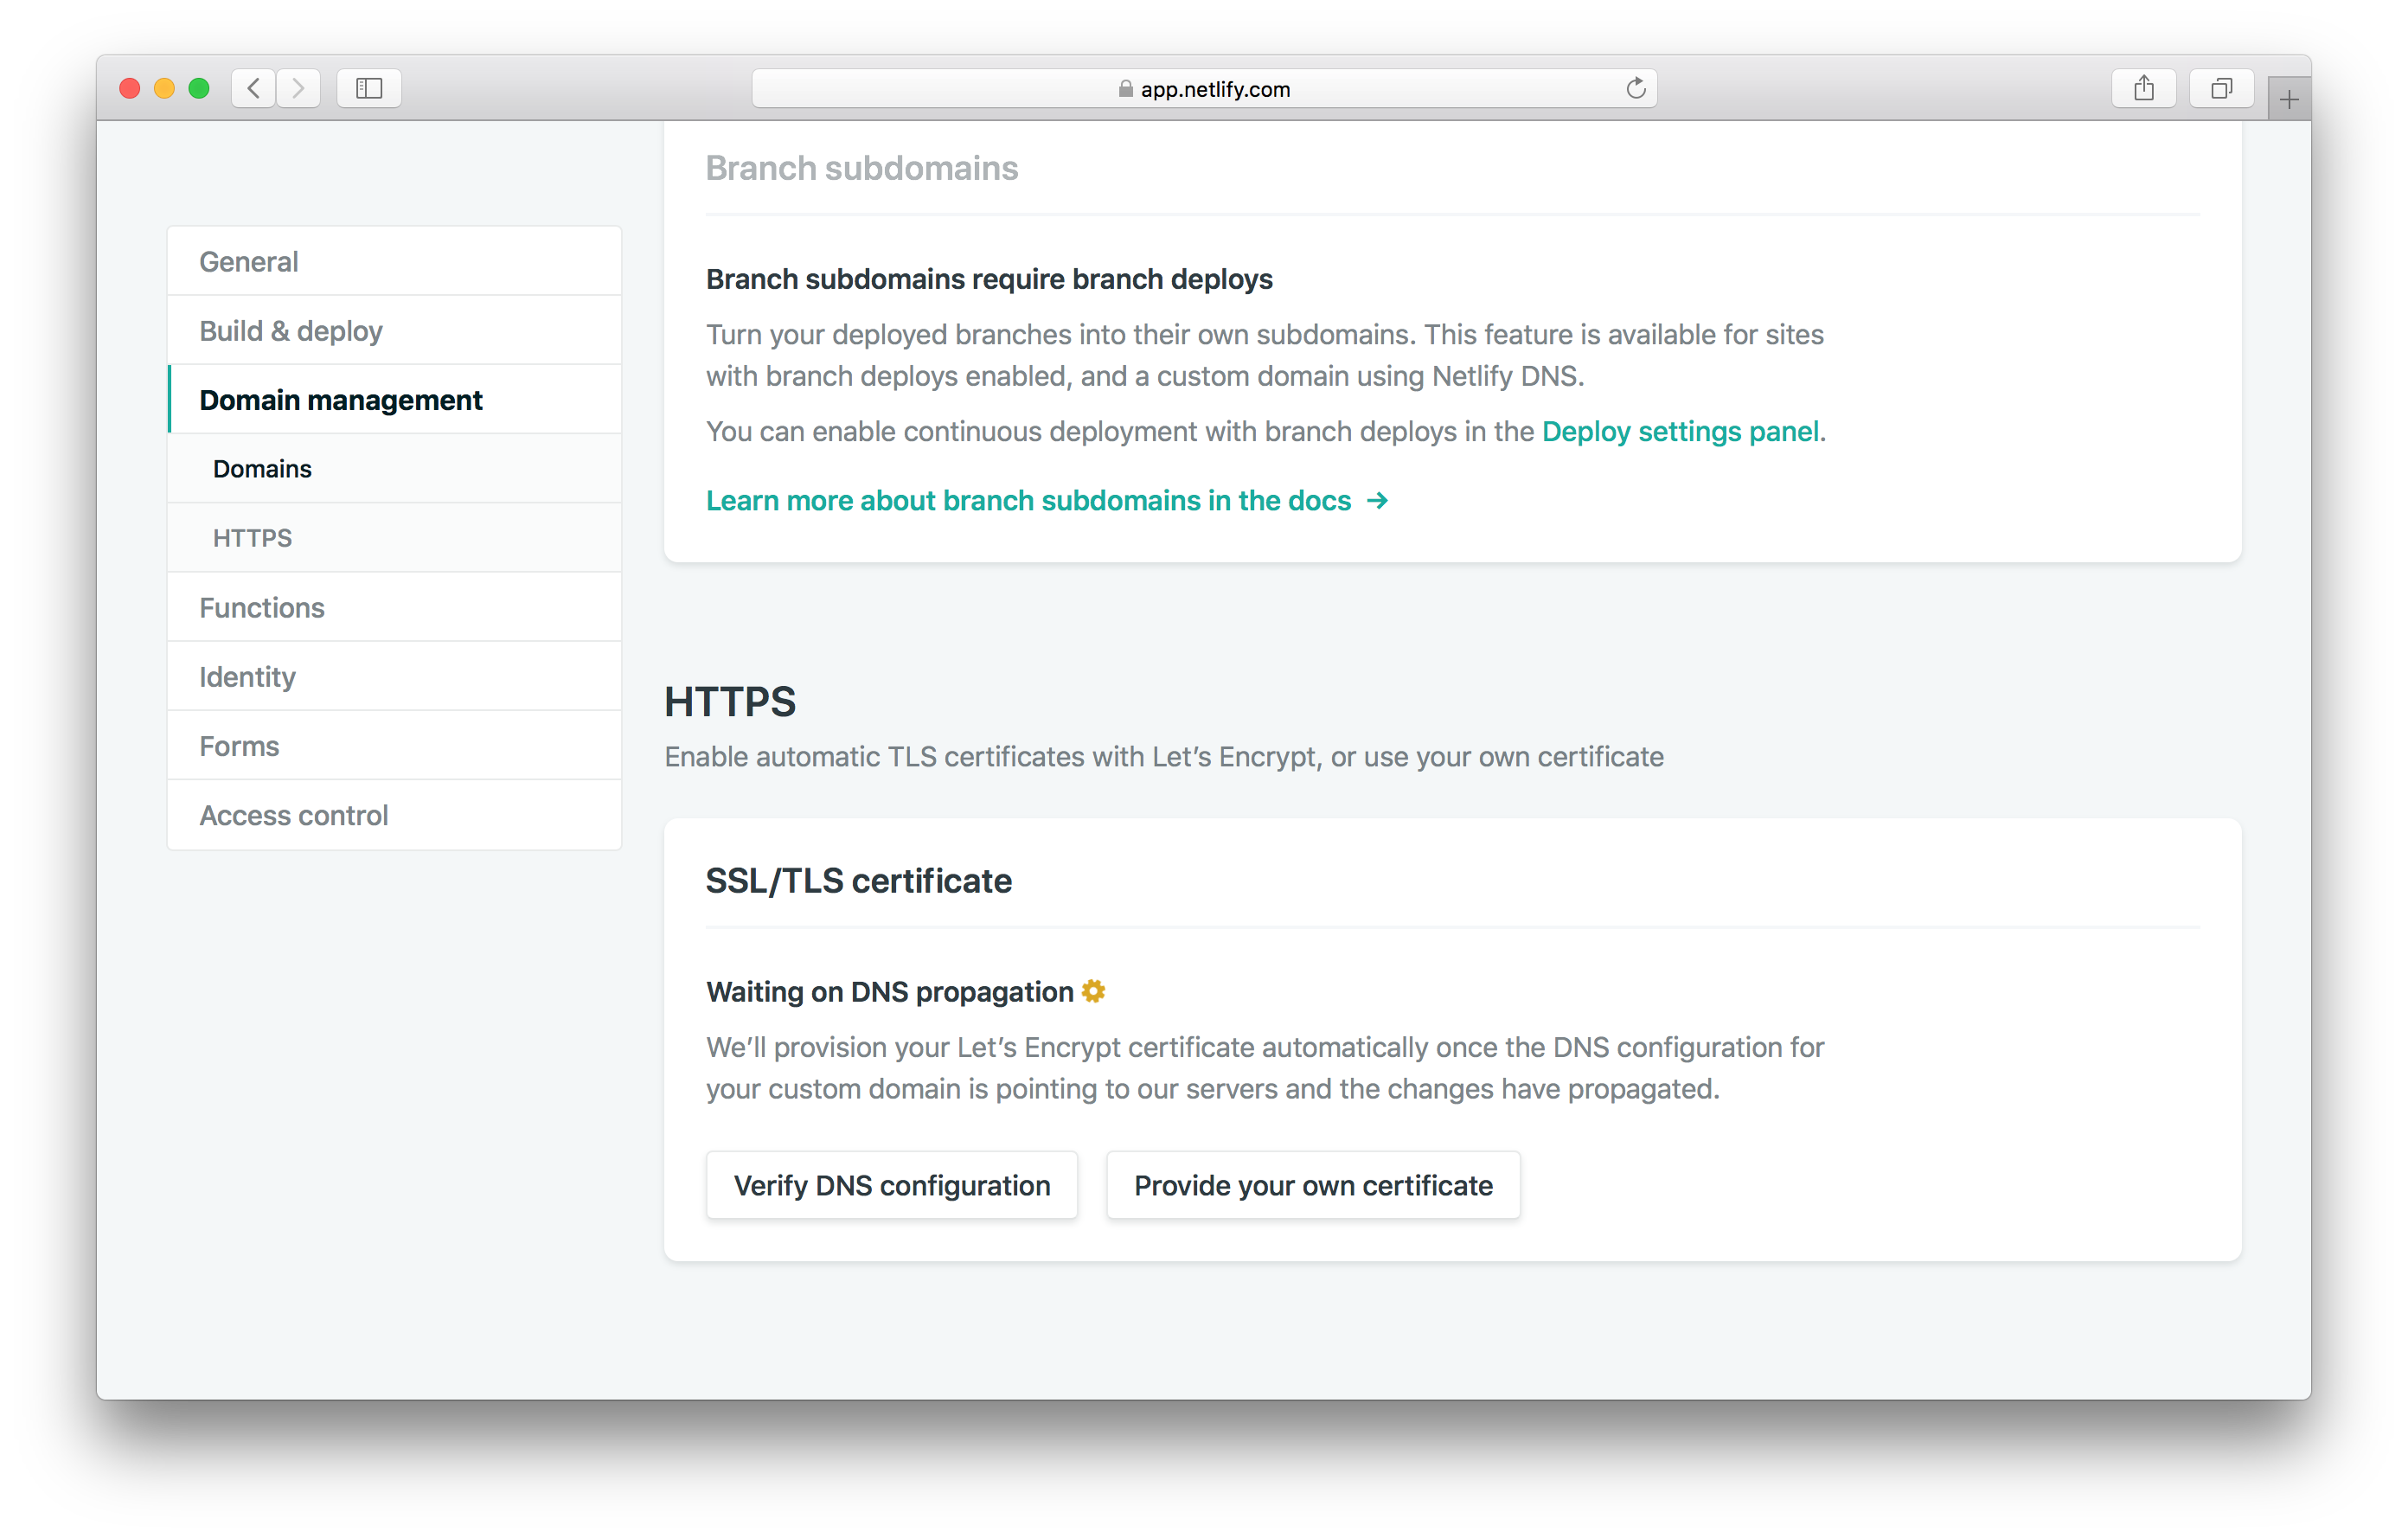 app.netlify.com
General
Build & deploy
Domain management
Domains
HTTPS
Functions
Identity
Forms
Access control
Branch subdomains
Branch subdomains require branch deploys
Turn your deployed branches into their own subdomains. This feature is available for sites
with branch deploys enabled, and a custom domain using Netlify DNS.
You can enable continuous deployment with branch deploys in the Deploy settings panel.
Learn more about branch subdomains in the docs →
HTTPS
Enable automatic TLS certificates with Let’s Encrypt, or use your own certificate
SSL/TLS certificate
Waiting on DNS propagation
We’ll provision your Let’s Encrypt certificate automatically once the DNS configuration for
your custom domain is pointing to our servers and the changes have propagated.
Verify DNS configuration
Provide your own certificate